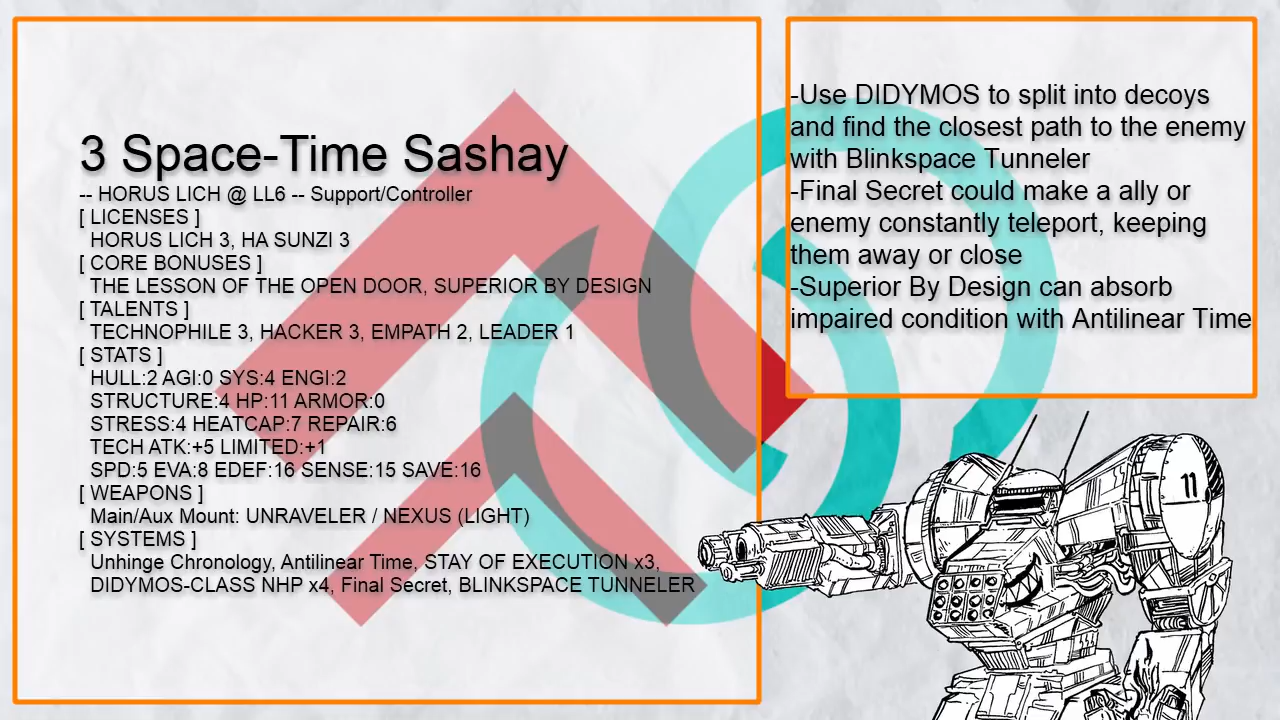 3 Space-Time Sashay
-- HORUS LICH @ LL6 -- Support/Controller
[ LICENSES ]
HORUS LICH 3, HA SUNZI 3
[ CORE BONUSES ]
THE LESSON OF THE OPEN DOOR, SUPERIOR BY DESIGN
[ TALENTS ]
TECHNOPHILE 3, HACKER 3, EMPATH 2, LEADER 1
[ STATS ]
HULL:2 AGI:0 SYS:4 ENGI:2
STRUCTURE:4 HP:11 ARMOR:0
STRESS:4 HEATCAP:7 REPAIR:6
TECH ATK:+5 LIMITED:+1
SPD:5 EVA:8 EDEF:16 SENSE:15 SAVE:16
[ WEAPONS ]
Main/Aux Mount: UNRAVELER / NEXUS (LIGHT)
[ SYSTEMS ]
Unhinge Chronology, Antilinear Time, STAY OF EXECUTION x3,
DIDYMOS-CLASS NHP x4, Final Secret, BLINKSPACE TUNNELER
-Use DIDYMOS to split into decoys
and find the closest path to the enemy
with Blinkspace Tunneler
-Final Secret could make a ally or
enemy constantly teleport, keeping
them away or close
-Superior By Design can absorb
impaired condition with Antilinear Time
11